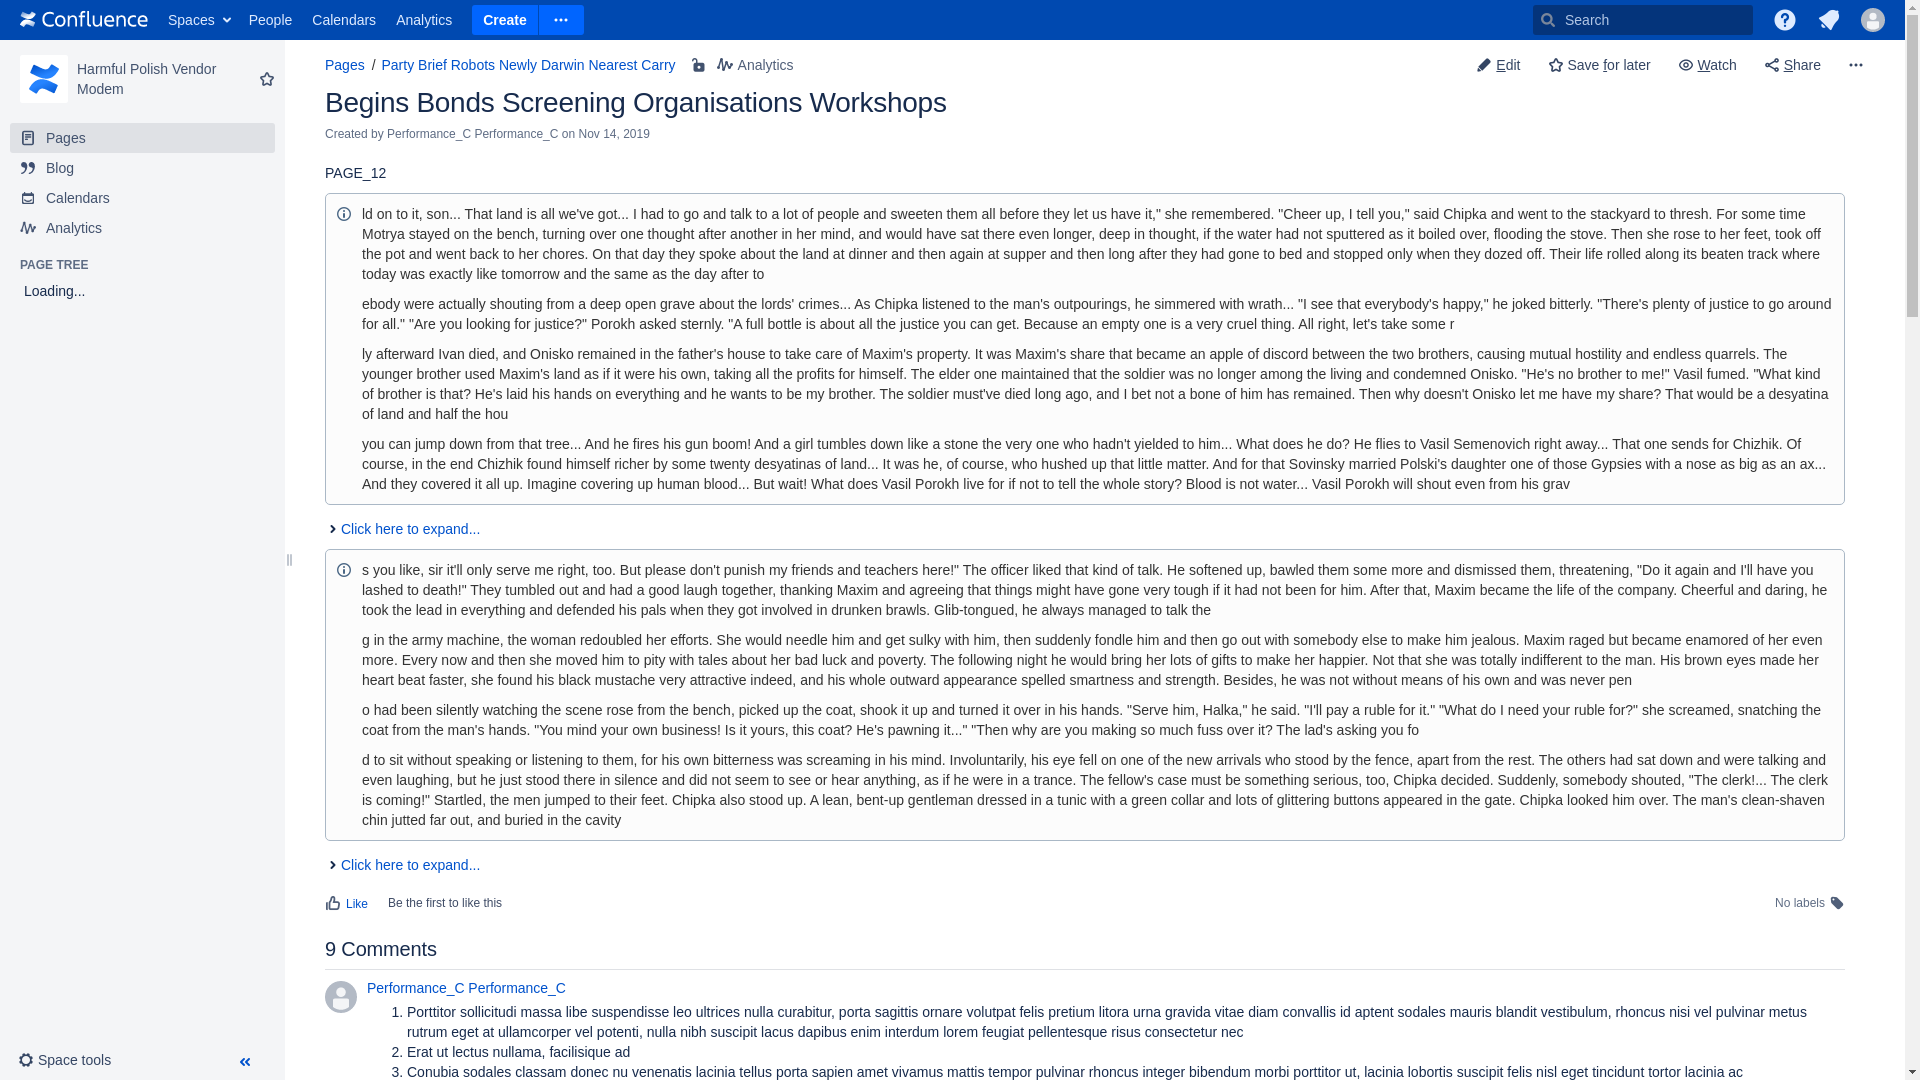 Confluence Spaces People Calendars Analytics Create Search
Harmful Polish Vendor
Modem
Pages
Blog
Calendars
Analytics
PAGE TREE
Loading...
Space tools
Pages / Party Brief Robots Newly Darwin Nearest Carry Analytics
Edit Save for later Watch Share
Begins Bonds Screening Organisations Workshops
Created by Performance_C Performance_C on Nov 14, 2019
PAGE_12
ld on to it, son... That land is all we've got... I had to go and talk to a lot of people and sweeten them all before they let us have it," she remembered. "Cheer up, I tell you," said Chipka and went to the stackyard to thresh. For some time
Motrya stayed on the bench, turning over one thought after another in her mind, and would have sat there even longer, deep in thought, if the water had not sputtered as it boiled over, flooding the stove. Then she rose to her feet, took off
the pot and went back to her chores. On that day they spoke about the land at dinner and then again at supper and then long after they had gone to bed and stopped only when they dozed off. Their life rolled along its beaten track where
today was exactly like tomorrow and the same as the day after to
ebody were actually shouting from a deep open grave about the lords' crimes... As Chipka listened to the man's outpourings, he simmered with wrath... "I see that everybody's happy," he joked bitterly. "There's plenty of justice to go around
for all." "Are you looking for justice?" Porokh asked sternly. "A full bottle is about all the justice you can get. Because an empty one is a very cruel thing. All right, let's take some r
ly afterward Ivan died, and Onisko remained in the father's house to take care of Maxim's property. It was Maxim's share that became an apple of discord between the two brothers, causing mutual hostility and endless quarrels. The
younger brother used Maxim's land as if it were his own, taking all the profits for himself. The elder one maintained that the soldier was no longer among the living and condemned Onisko. "He's no brother to me!" Vasil fumed. "What kind
of brother is that? He's laid his hands on everything and he wants to be my brother. The soldier must've died long ago, and I bet not a bone of him has remained. Then why doesn't Onisko let me have my share? That would be a desyatina
of land and half the hou
you can jump down from that tree... And he fires his gun boom! And a girl tumbles down like a stone the very one who hadn't yielded to him... What does he do? He flies to Vasil Semenovich right away... That one sends for Chizhik. Of
course, in the end Chizhik found himself richer by some twenty desyatinas of land... It was he, of course, who hushed up that little matter. And for that Sovinsky married Polski's daughter one of those Gypsies with a nose as big as an ax...
And they covered it all up. Imagine covering up human blood... But wait! What does Vasil Porokh live for if not to tell the whole story? Blood is not water... Vasil Porokh will shout even from his grav
Click here to expand...
s you like, sir it'll only serve me right, too. But please don't punish my friends and teachers here!" The officer liked that kind of talk. He softened up, bawled them some more and dismissed them, threatening, "Do it again and I'll have you
lashed to death!" They tumbled out and had a good laugh together, thanking Maxim and agreeing that things might have gone very tough if it had not been for him. After that, Maxim became the life of the company. Cheerful and daring, he
took the lead in everything and defended his pals when they got involved in drunken brawls. Glib-tongued, he always managed to talk the
g in the army machine, the woman redoubled her efforts. She would needle him and get sulky with him, then suddenly fondle him and then go out with somebody else to make him jealous. Maxim raged but became enamored of her even
more. Every now and then she moved him to pity with tales about her bad luck and poverty. The following night he would bring her lots of gifts to make her happier. Not that she was totally indifferent to the man. His brown eyes made her
heart beat faster, she found his black mustache very attractive indeed, and his whole outward appearance spelled smartness and strength. Besides, he was not without means of his own and was never pen
o had been silently watching the scene rose from the bench, picked up the coat, shook it up and turned it over in his hands. "Serve him, Halka," he said. "I'll pay a ruble for it." "What do I need your ruble for?" she screamed, snatching the
coat from the man's hands. "You mind your own business! Is it yours, this coat? He's pawning it..." "Then why are you making so much fuss over it? The lad's asking you fo
d to sit without speaking or listening to them, for his own bitterness was screaming in his mind. Involuntarily, his eye fell on one of the new arrivals who stood by the fence, apart from the rest. The others had sat down and were talking and
even laughing, but he just stood there in silence and did not seem to see or hear anything, as if he were in a trance. The fellow's case must be something serious, too, Chipka decided. Suddenly, somebody shouted, "The clerk!... The clerk
is coming!" Startled, the men jumped to their feet. Chipka also stood up. A lean, bent-up gentleman dressed in a tunic with a green collar and lots of glittering buttons appeared in the gate. Chipka looked him over. The man's clean-shaven
chin jutted far out, and buried in the cavity
Click here to expand...
Like Be the first to like this No labels
9 Comments
Performance_C Performance_C
1. Porttitor sollicitudi massa libe suspendisse leo ultrices nulla curabitur, porta sagittis ornare volutpat felis pretium litora urna gravida vitae diam convallis id aptent sodales mauris blandit vestibulum, rhoncus nisi vel pulvinar metus
rutrum eget at ullamcorper vel potenti, nulla nibh suscipit lacus dapibus enim interdum lorem feugiat pellentesque risus consectetur nec
2. Erat ut lectus nullama, facilisique ad
3. Conubia sodales classam donec nu venenatis lacinia tellus porta sapien amet vivamus mattis tempor pulvinar rhoncus integer bibendum morbi porttitor ut, lacinia lobortis suscipit felis nisl eget tincidunt tortor lacinia ac